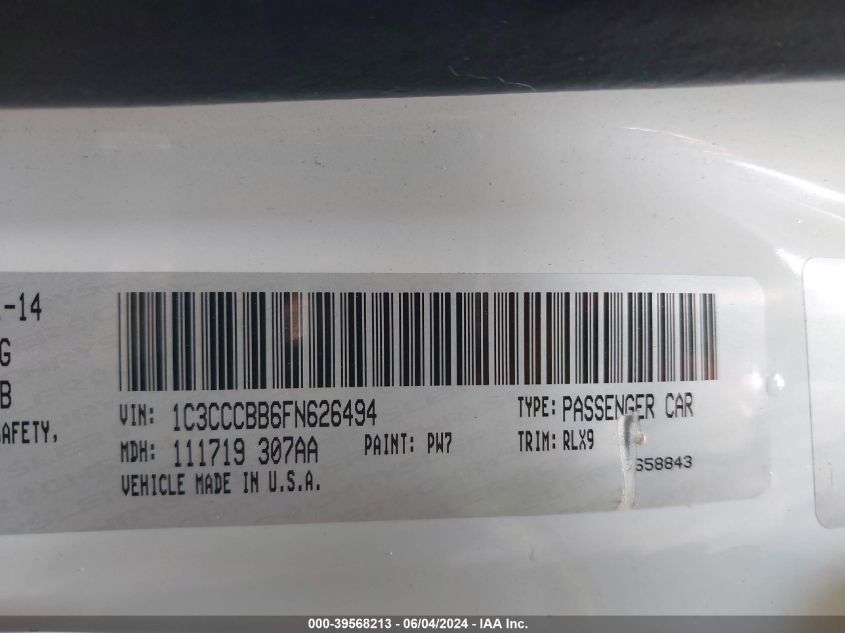 -14
G
B
SAFETY,
VIN: 1C3CCCBB6FN626494 TYPE: PASSENGER CAR
MDH: 111719 307AA PAINT: PW7 TRIM: RLX9
VEHICLE MADE IN U.S.A.
658843
000-39568213 - 06/04/2024 - IAA Inc.